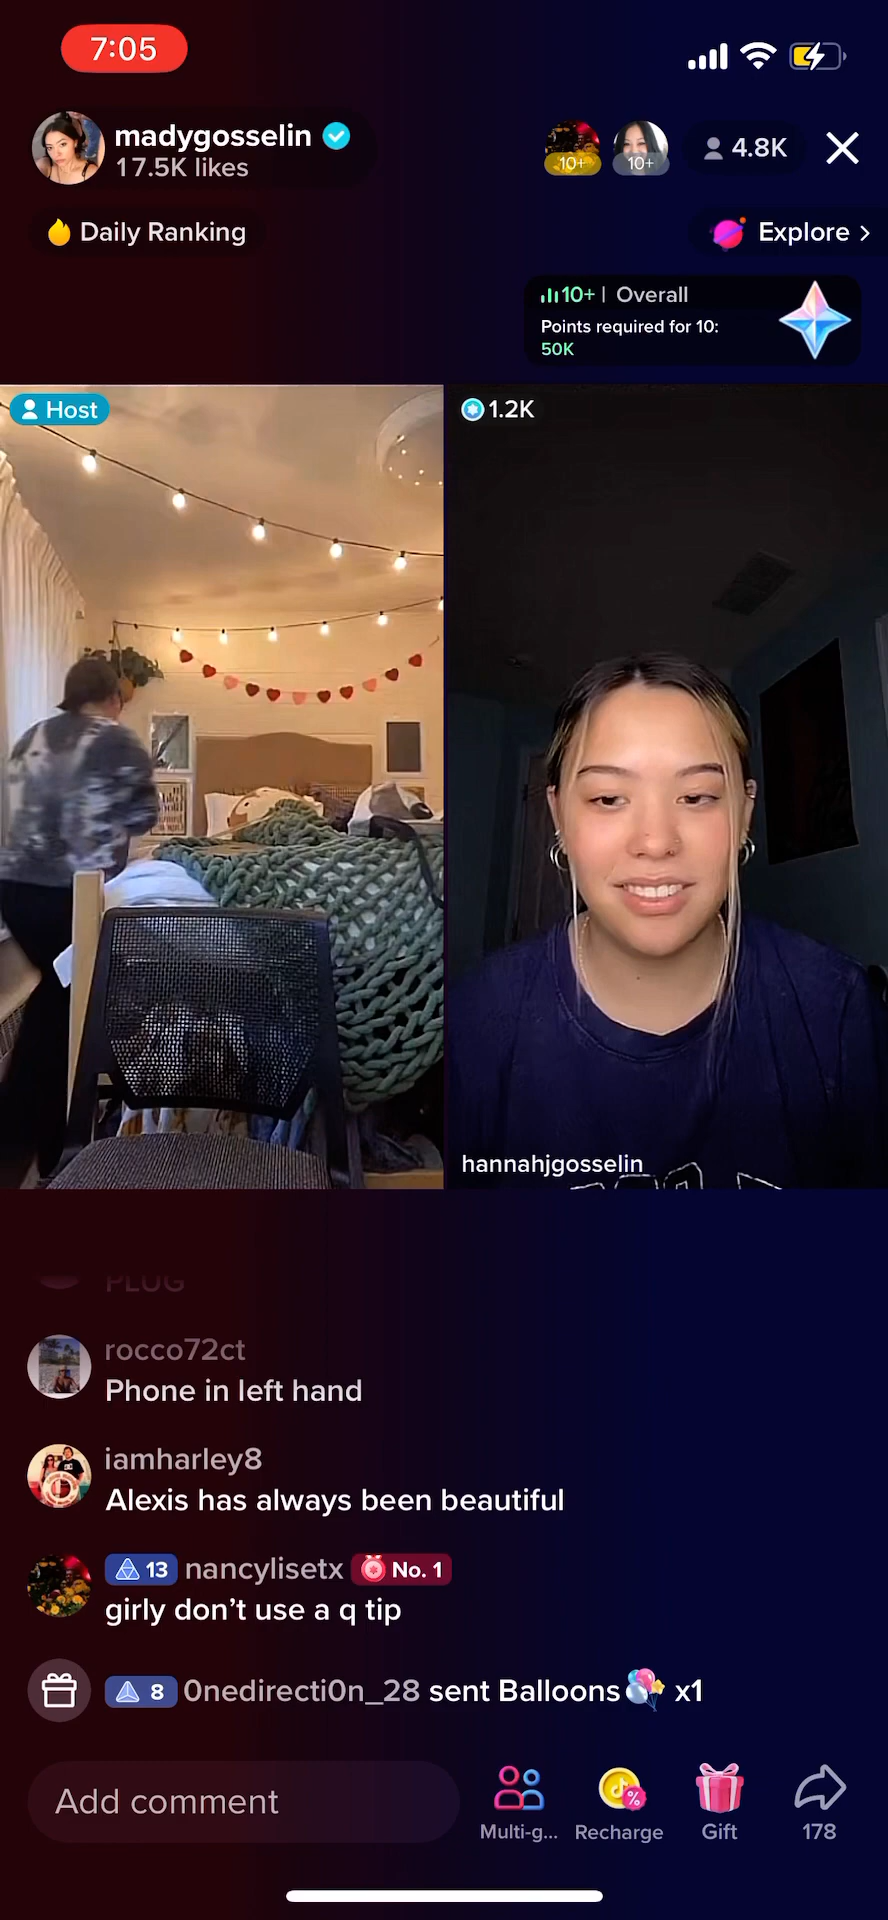 7:05
madygosselin
17.5K likes
10+
10+
4.8K
Daily Ranking
Explore >
10+ | Overall
Points required for 10:
50K
Host
1.2K
hannahjgosselin
PLUG
rocco72ct
Phone in left hand
iamharley8
Alexis has always been beautiful
13 nancylisetx No. 1
girly don’t use a q tip
8 0nedirecti0n_28 sent Balloons x1
Add comment
Multi-g...
Recharge
Gift
178